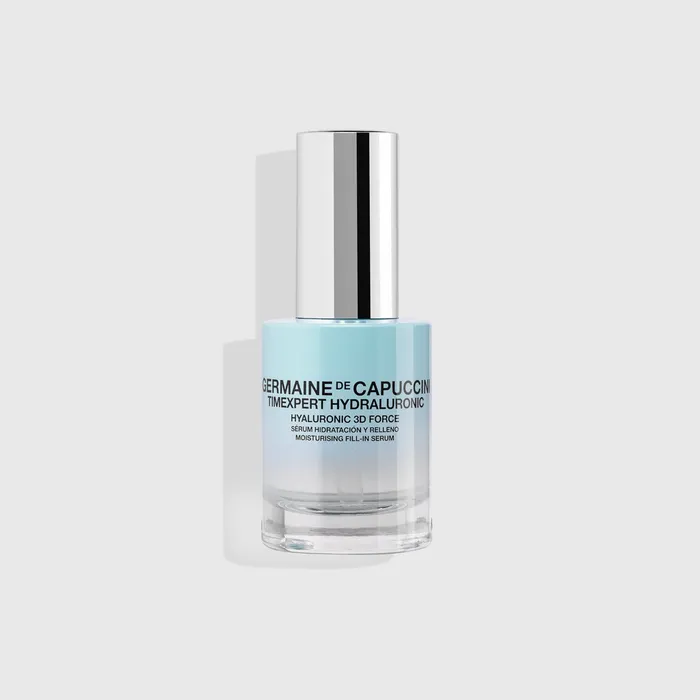 GERMAINE DE CAPUCCINI
TIMEXPERT HYDRALURONIC
HYALURONIC 3D FORCE
SÉRUM HIDRATACIÓN Y RELLENO
MOISTURISING FILL-IN SERUM